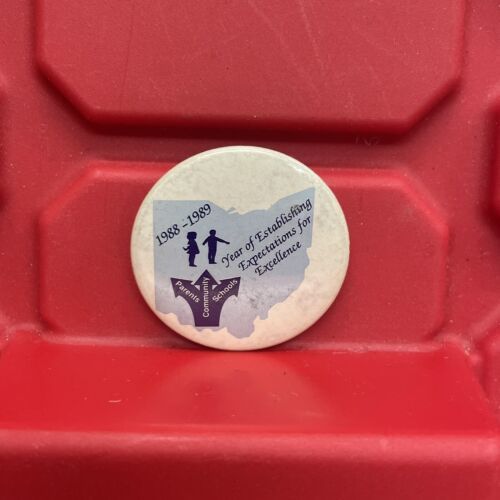 1988-1989
Year of Establishing
Expectations for
Excellence
Parents
Community
Schools